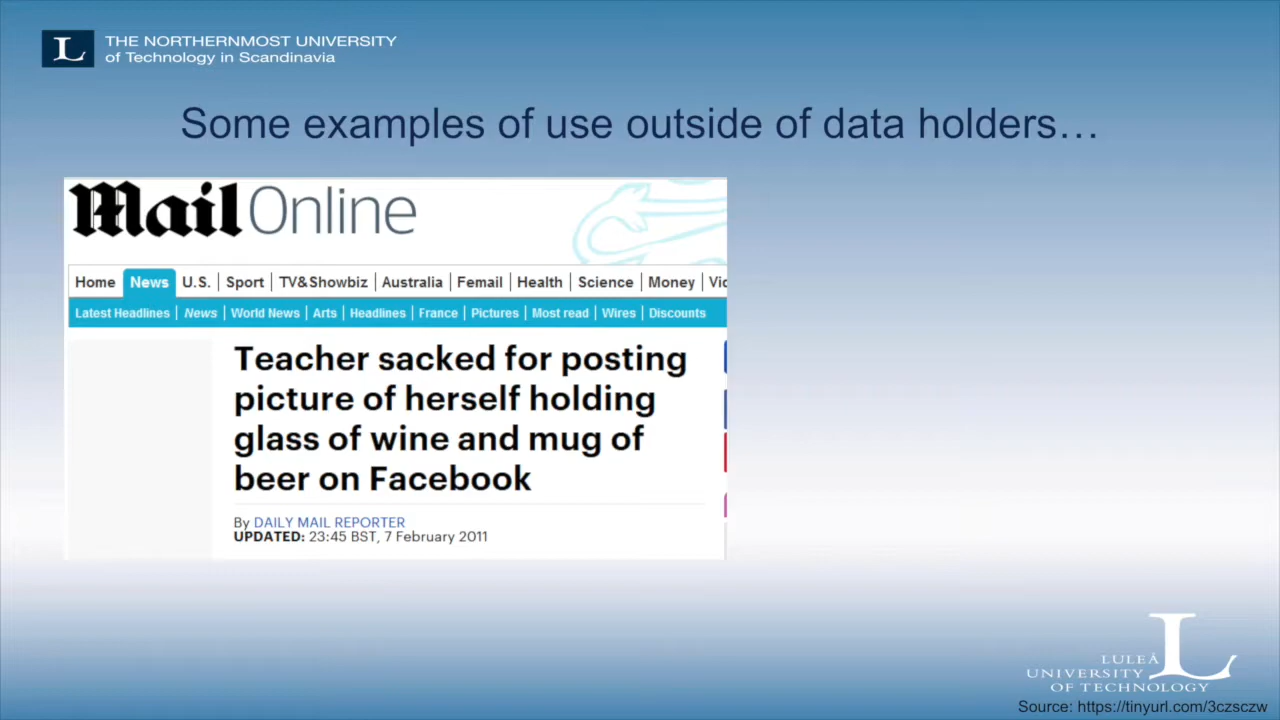 L THE NORTHERNMOST UNIVERSITY
of Technology in Scandinavia
Some examples of use outside of data holders…
Mail Online
Home News U.S. Sport TV&Showbiz Australia Femail Health Science Money
Latest Headlines News World News Arts Headlines France Pictures Most read Wires Discounts
Teacher sacked for posting
picture of herself holding
glass of wine and mug of
beer on Facebook
By DAILY MAIL REPORTER
UPDATED: 23:45 BST, 7 February 2011
L
LULEÅ
UNIVERSITY
OF TECHNOLOGY
Source: https://tinyurl.com/3czsczw